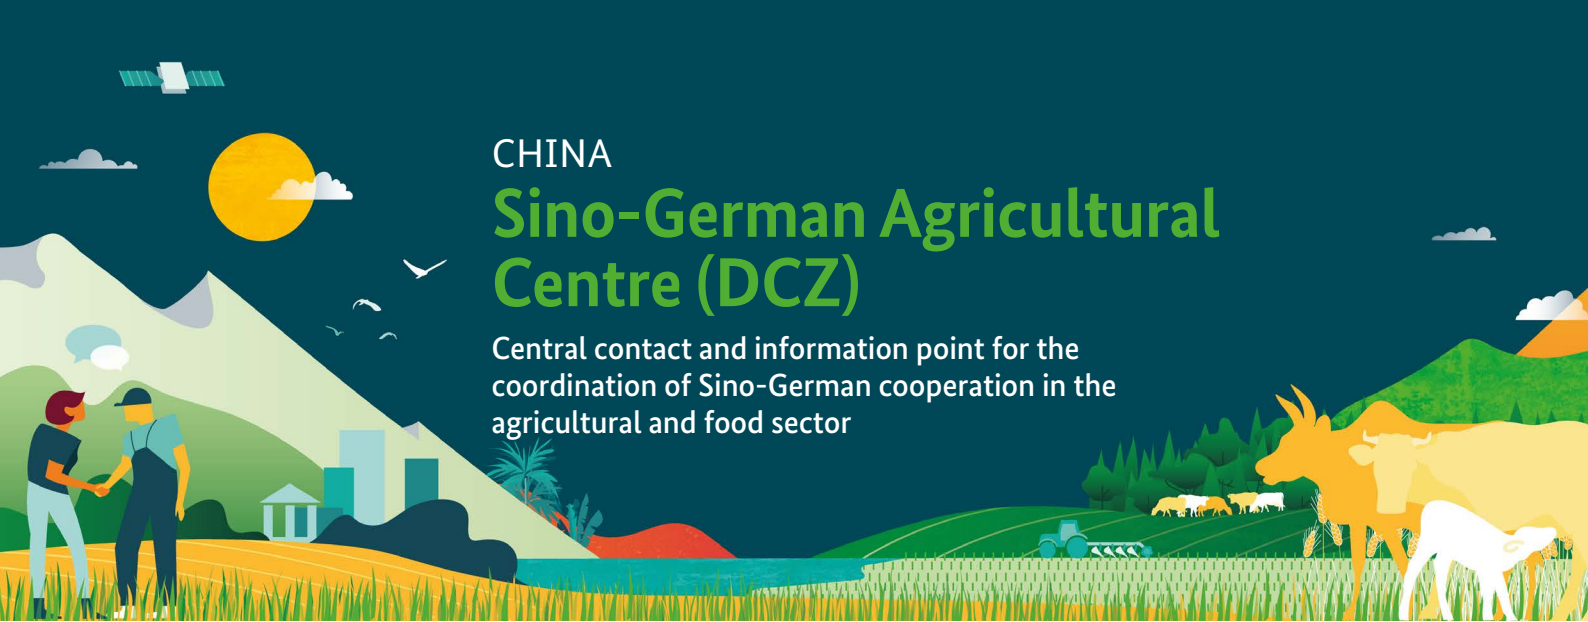 CHINA
Sino-German Agricultural
Centre (DCZ)
Central contact and information point for the
coordination of Sino-German cooperation in the
agricultural and food sector